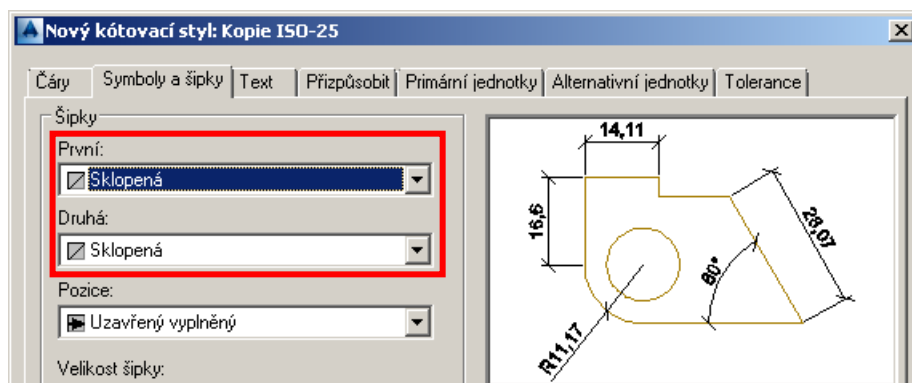 Nový kótovací styl: Kopie ISO-25
Čáry Symboly a šipky Text Přizpůsobit Primární jednotky Alternativní jednotky Tolerance
Šipky
První:
Sklopená
Druhá:
Sklopená
Pozice:
Uzavřený vyplněný
Velikost šipky:
14,11
16,6
28,07
60°
R11,17